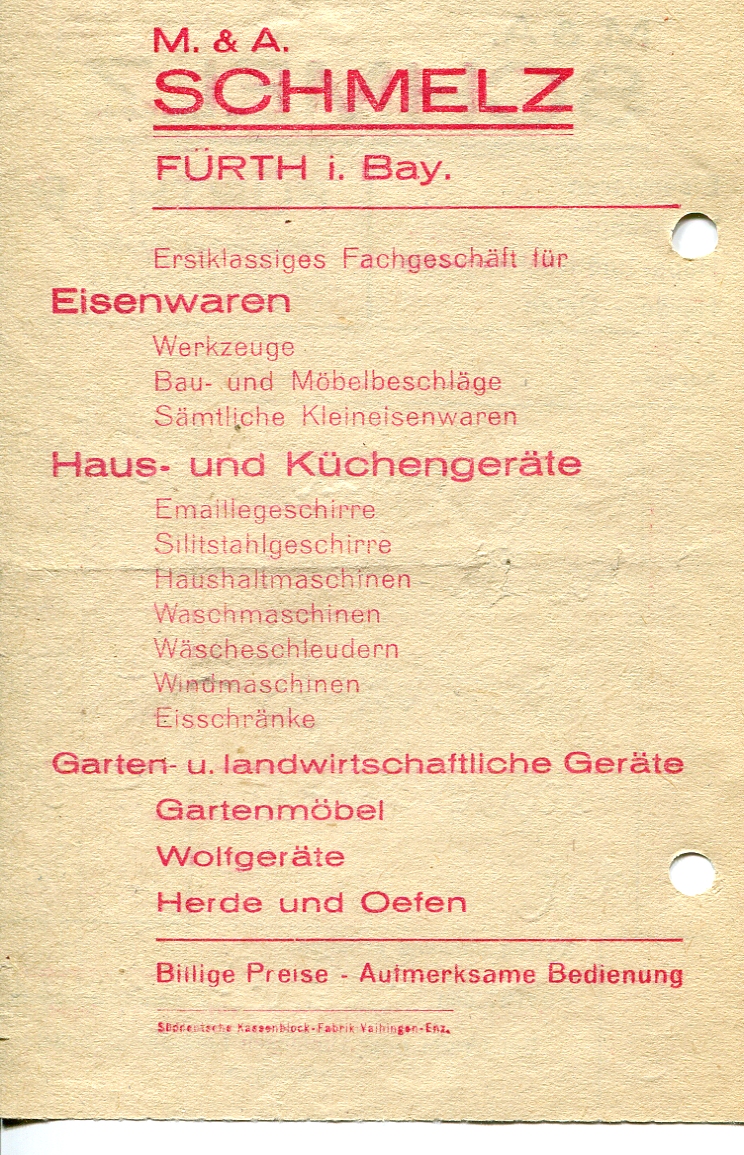 M. & A.
SCHMELZ
FÜRTH i. Bay.
Erstklassiges Fachgeschäft für
Eisenwaren
Werkzeuge
Bau- und Möbelbeschläge
Sämtliche Kleineisenwaren
Haus- und Küchengeräte
Emaillegeschirre
Silitstahlgeschirre
Haushaltmaschinen
Waschmaschinen
Wäscheschleudern
Windmaschinen
Eisschränke
Garten- u. landwirtschaftliche Geräte
Gartenmöbel
Wolfgeräte
Herde und Oefen
Billige Preise - Aufmerksame Bedienung
Süddeutsche Kassenblock-Fabrik Vaihingen-Enz.